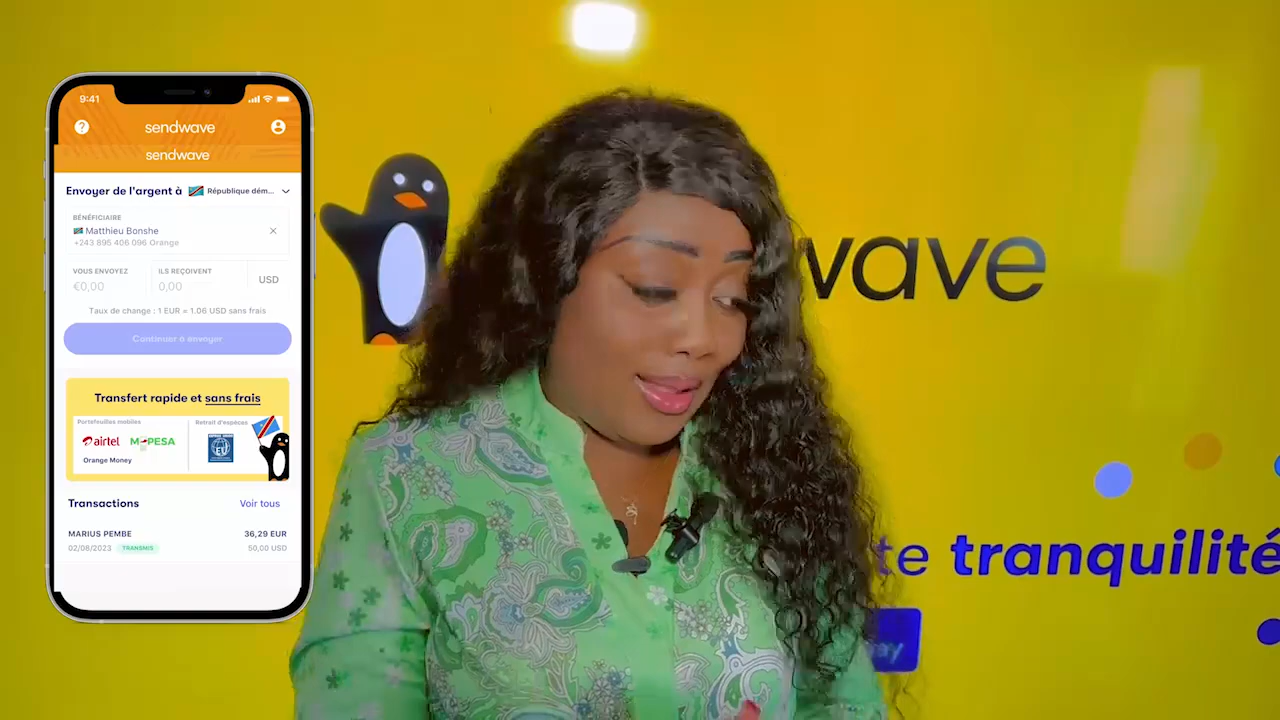 9:41
sendwave
sendwave
Envoyer de l'argent à République dém...
BÉNÉFICIAIRE
Matthieu Bonshe
+243 895 406 096 Orange
VOUS ENVOYEZ
ILS REÇOIVENT
€0,00
0,00
USD
Taux de change : 1 EUR = 1.06 USD sans frais
Continuer à envoyer
Transfert rapide et sans frais
Portefeuilles mobiles
Retrait d'espèces
airtel
M-PESA
Orange Money
Transactions
Voir tous
MARIUS PEMBE
36,29 EUR
02/08/2023
TRANSMIS
50,00 USD
wave
te tranquilité
ay